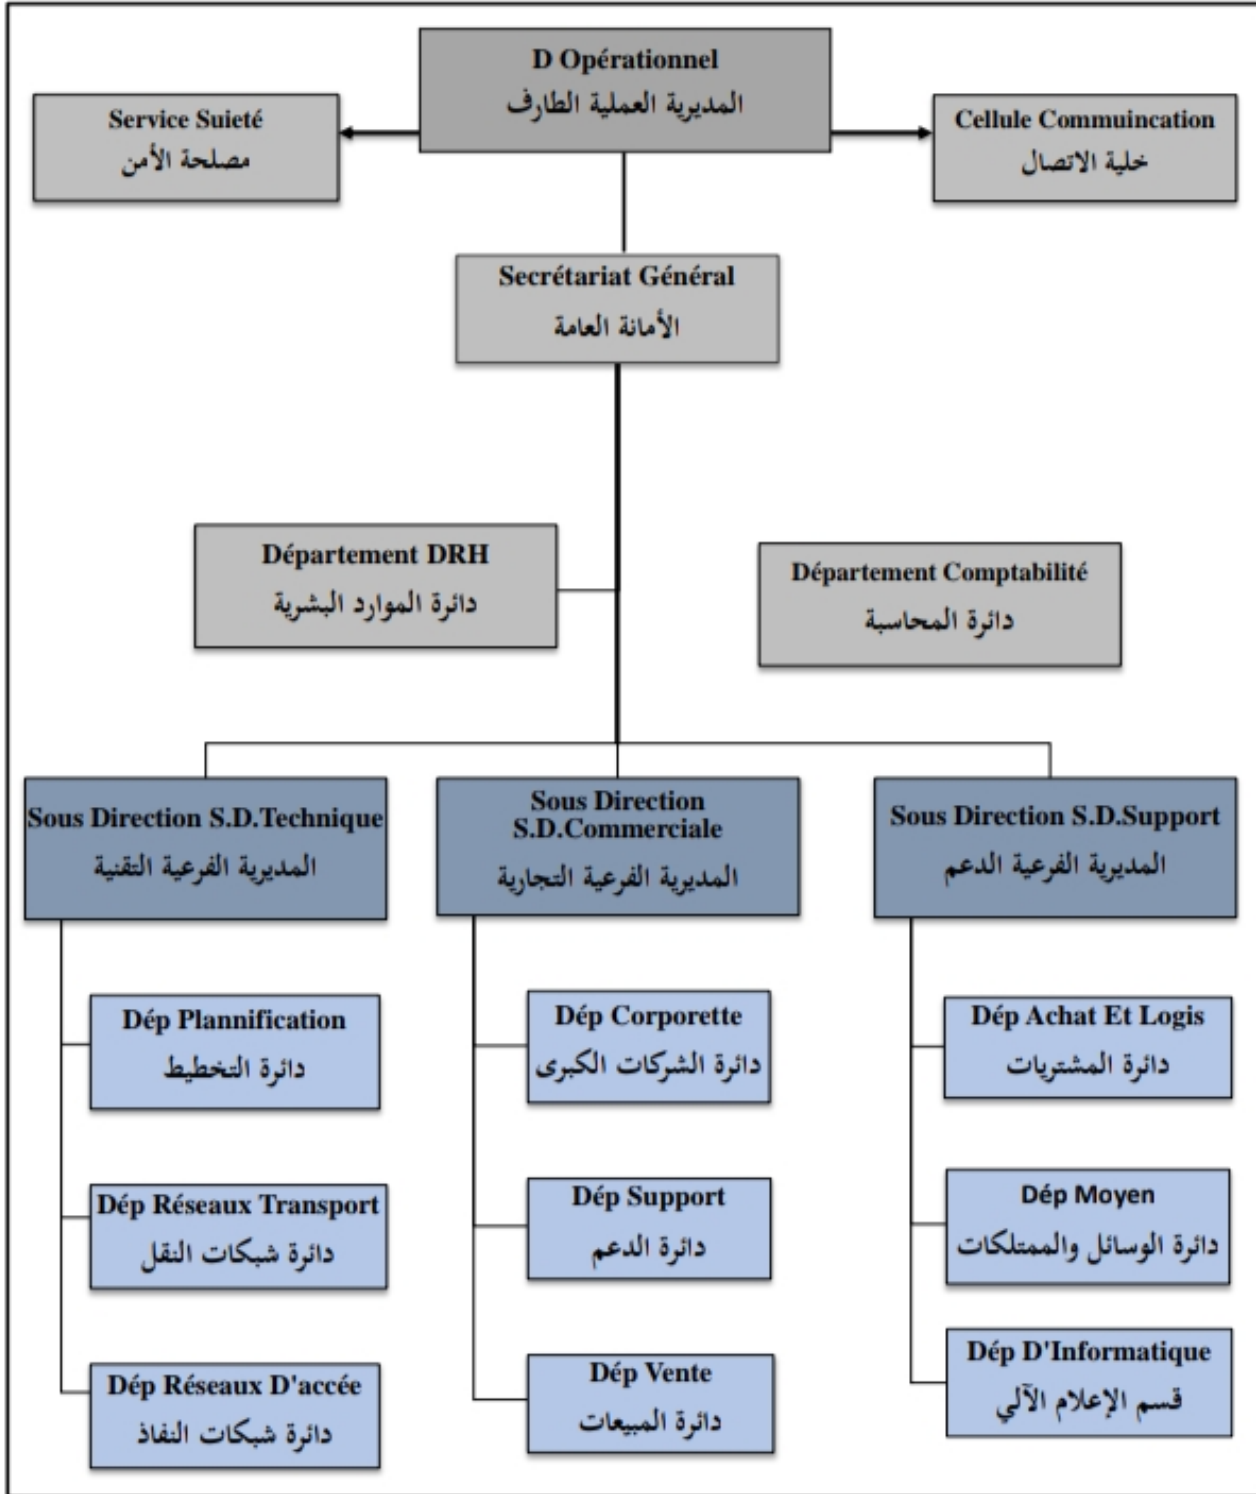 D Opérationnel
المديرية العملية الطارف
Service Suieté
مصلحة الأمن
Cellule Commuincation
خلية الاتصال
Secrétariat Général
الأمانة العامة
Département DRH
دائرة الموارد البشرية
Département Comptabilité
دائرة المحاسبة
Sous Direction S.D.Technique
المديرية الفرعية التقنية
Sous Direction
S.D.Commerciale
المديرية الفرعية التجارية
Sous Direction S.D.Support
المديرية الفرعية الدعم
Dép Plannification
دائرة التخطيط
Dép Réseaux Transport
دائرة شبكات النقل
Dép Réseaux D'accée
دائرة شبكات النفاذ
Dép Corporette
دائرة الشركات الكبرى
Dép Support
دائرة الدعم
Dép Vente
دائرة المبيعات
Dép Achat Et Logis
دائرة المشتريات
Dép Moyen
دائرة الوسائل والممتلكات
Dép D'Informatique
قسم الإعلام الآلي